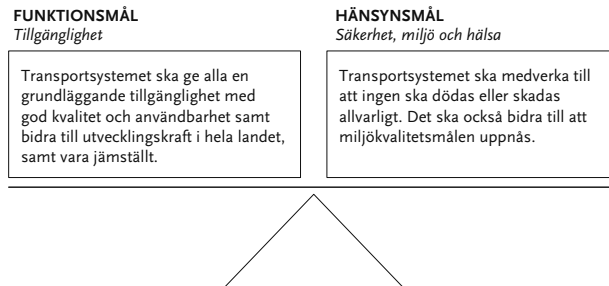 FUNKTIONSMÅL
Tillgänglighet
Transportsystemet ska ge alla en
grundläggande tillgänglighet med
god kvalitet och användbarhet samt
bidra till utvecklingskraft i hela landet,
samt vara jämställt.
HÄNSYNSMÅL
Säkerhet, miljö och hälsa
Transportsystemet ska medverka till
att ingen ska dödas eller skadas
allvarligt. Det ska också bidra till att
miljökvalitetsmålen uppnås.